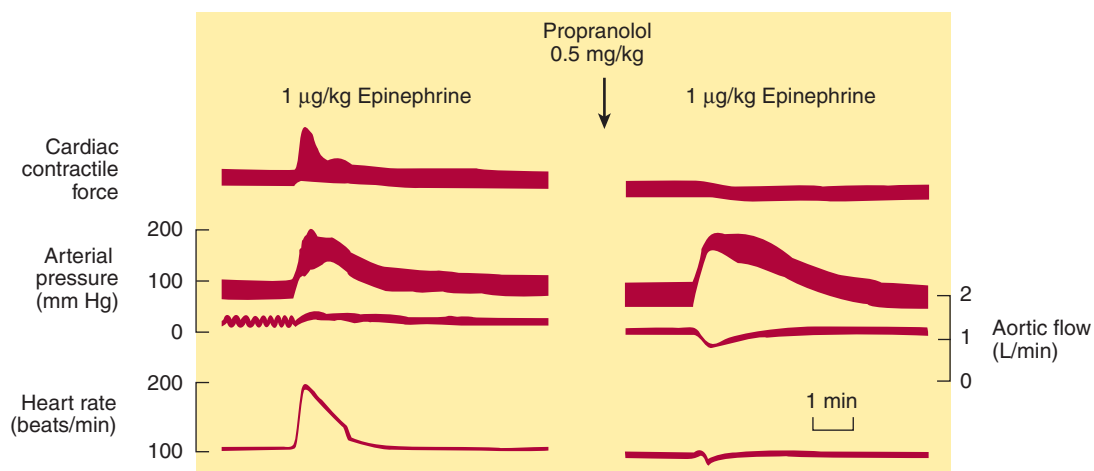 Propranolol
0.5 mg/kg
1 μg/kg Epinephrine
1 μg/kg Epinephrine
Cardiac
contractile
force
200
Arterial
pressure
(mm Hg)
100
0
2
1
0
Aortic flow
(L/min)
200
Heart rate
(beats/min)
100
1 min